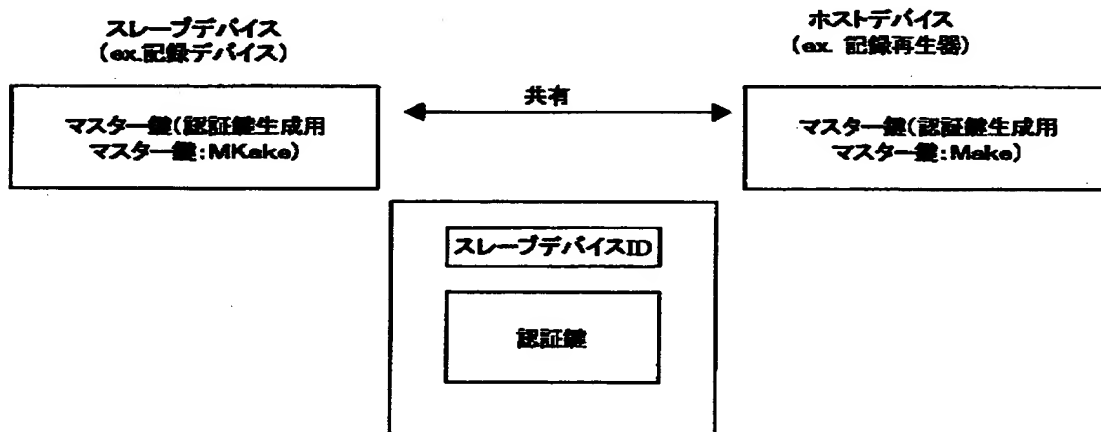 スレーブデバイス
(ex.記録デバイス)
ホストデバイス
(ex. 記録再生器)
マスター鍵(認証鍵生成用
マスター鍵:MKake)
共有
マスター鍵(認証鍵生成用
マスター鍵:Make)
スレーブデバイスID
認証鍵